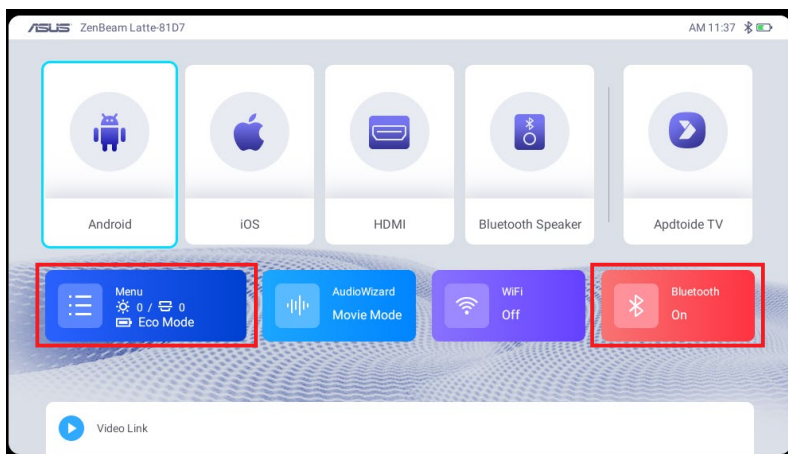 ASUS ZenBeam Latte-81D7
AM 11:37
Android
iOS
HDMI
Bluetooth Speaker
Apdtoide TV
Menu
0 / 0
Eco Mode
AudioWizard
Movie Mode
WiFi
Off
Bluetooth
On
Video Link